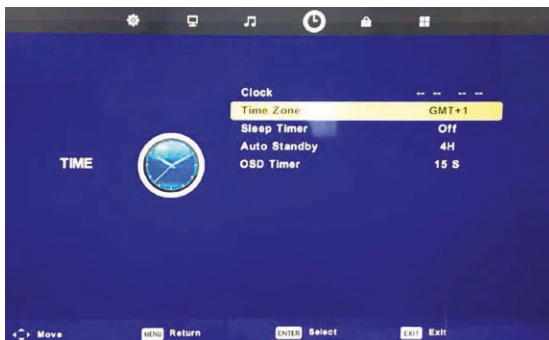 Clock -- -- -- --
Time Zone GMT+1
Sleep Timer Off
Auto Standby 4H
TIME
OSD Timer 15 S
Move MENU Return ENTER Select EXIT Exit